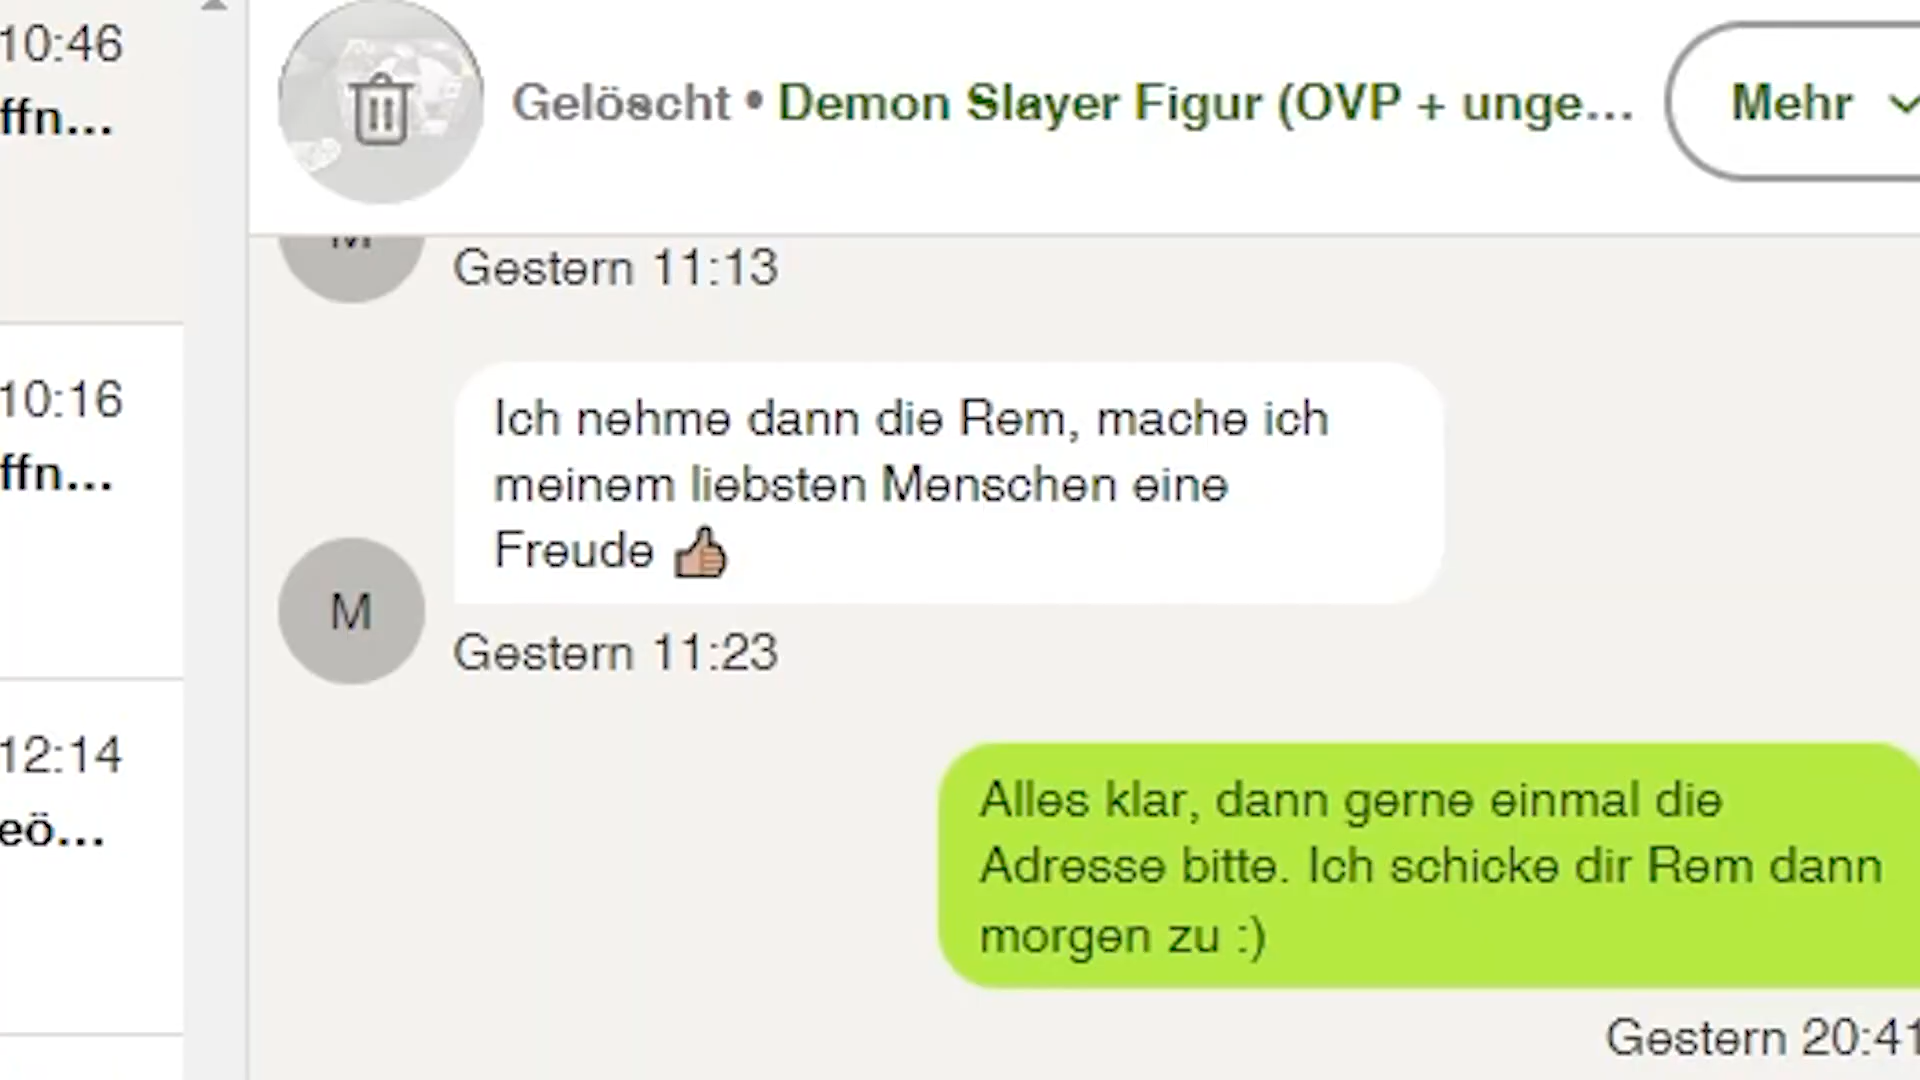 10:46
ffn...
10:16
ffn...
12:14
eö...
Gelöscht • Demon Slayer Figur (OVP + unge...
Mehr
M
Gestern 11:13
Ich nehme dann die Rem, mache ich
meinem liebsten Menschen eine
Freude 👍🏽
M
Gestern 11:23
Alles klar, dann gerne einmal die
Adresse bitte. Ich schicke dir Rem dann
morgen zu :)
Gestern 20:41